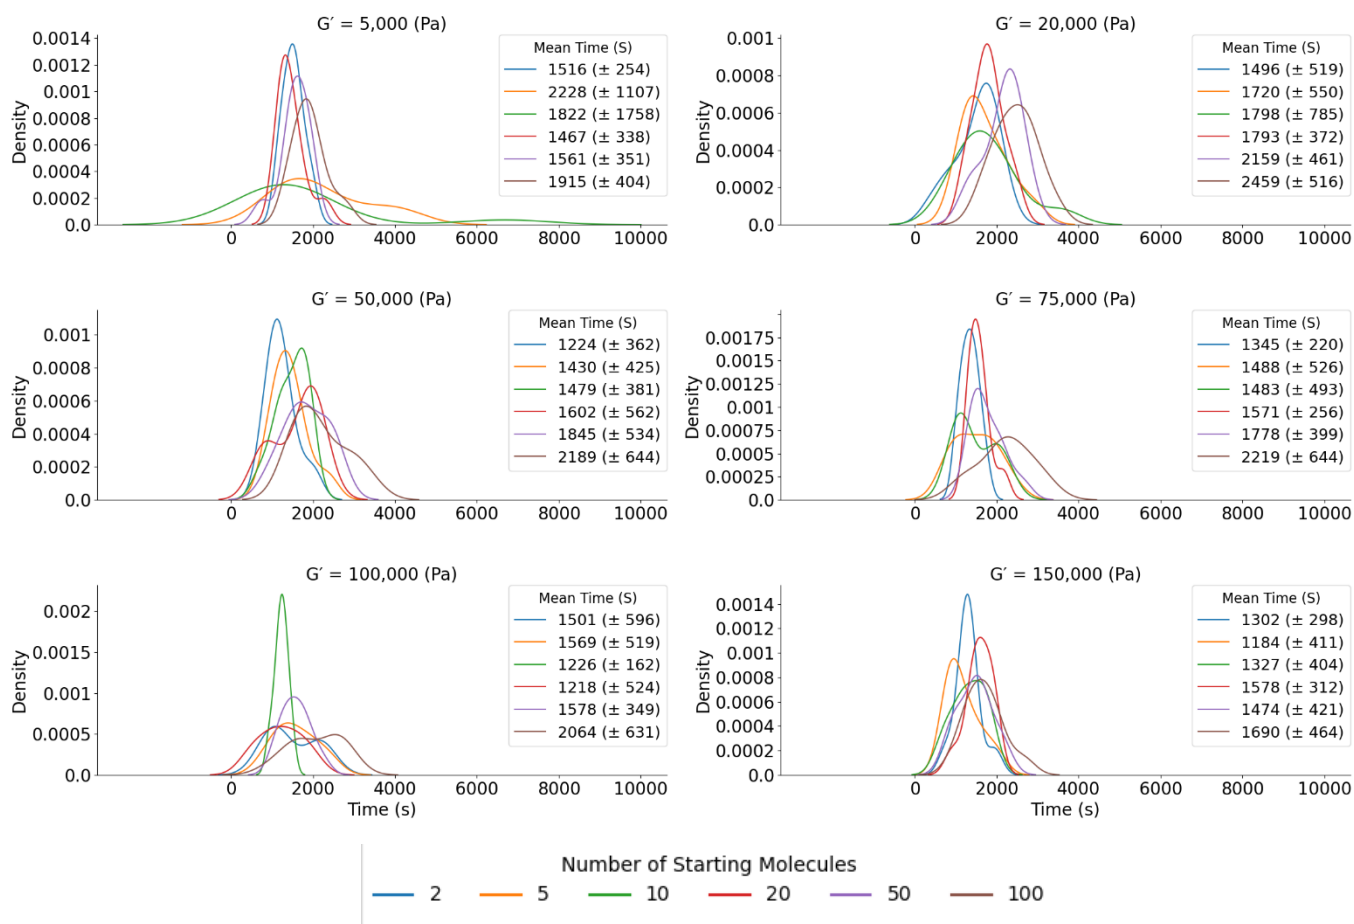 G′ = 5,000 (Pa)
Density
0.0014
0.0012
0.001
0.0008
0.0006
0.0004
0.0002
0.0
0 2000 4000 6000 8000 10000
Mean Time (S)
1516 (± 254)
2228 (± 1107)
1822 (± 1758)
1467 (± 338)
1561 (± 351)
1915 (± 404)
G′ = 20,000 (Pa)
Density
0.001
0.0008
0.0006
0.0004
0.0002
0.0
0 2000 4000 6000 8000 10000
Mean Time (S)
1496 (± 519)
1720 (± 550)
1798 (± 785)
1793 (± 372)
2159 (± 461)
2459 (± 516)
G′ = 50,000 (Pa)
Density
0.001
0.0008
0.0006
0.0004
0.0002
0.0
0 2000 4000 6000 8000 10000
Mean Time (S)
1224 (± 362)
1430 (± 425)
1479 (± 381)
1602 (± 562)
1845 (± 534)
2189 (± 644)
G′ = 75,000 (Pa)
Density
0.00175
0.0015
0.00125
0.001
0.00075
0.0005
0.00025
0.0
0 2000 4000 6000 8000 10000
Mean Time (S)
1345 (± 220)
1488 (± 526)
1483 (± 493)
1571 (± 256)
1778 (± 399)
2219 (± 644)
G′ = 100,000 (Pa)
Density
0.002
0.0015
0.001
0.0005
0.0
0 2000 4000 6000 8000 10000
Time (s)
Mean Time (S)
1501 (± 596)
1569 (± 519)
1226 (± 162)
1218 (± 524)
1578 (± 349)
2064 (± 631)
G′ = 150,000 (Pa)
Density
0.0014
0.0012
0.001
0.0008
0.0006
0.0004
0.0002
0.0
0 2000 4000 6000 8000 10000
Time (s)
Mean Time (S)
1302 (± 298)
1184 (± 411)
1327 (± 404)
1578 (± 312)
1474 (± 421)
1690 (± 464)
Number of Starting Molecules
2 5 10 20 50 100